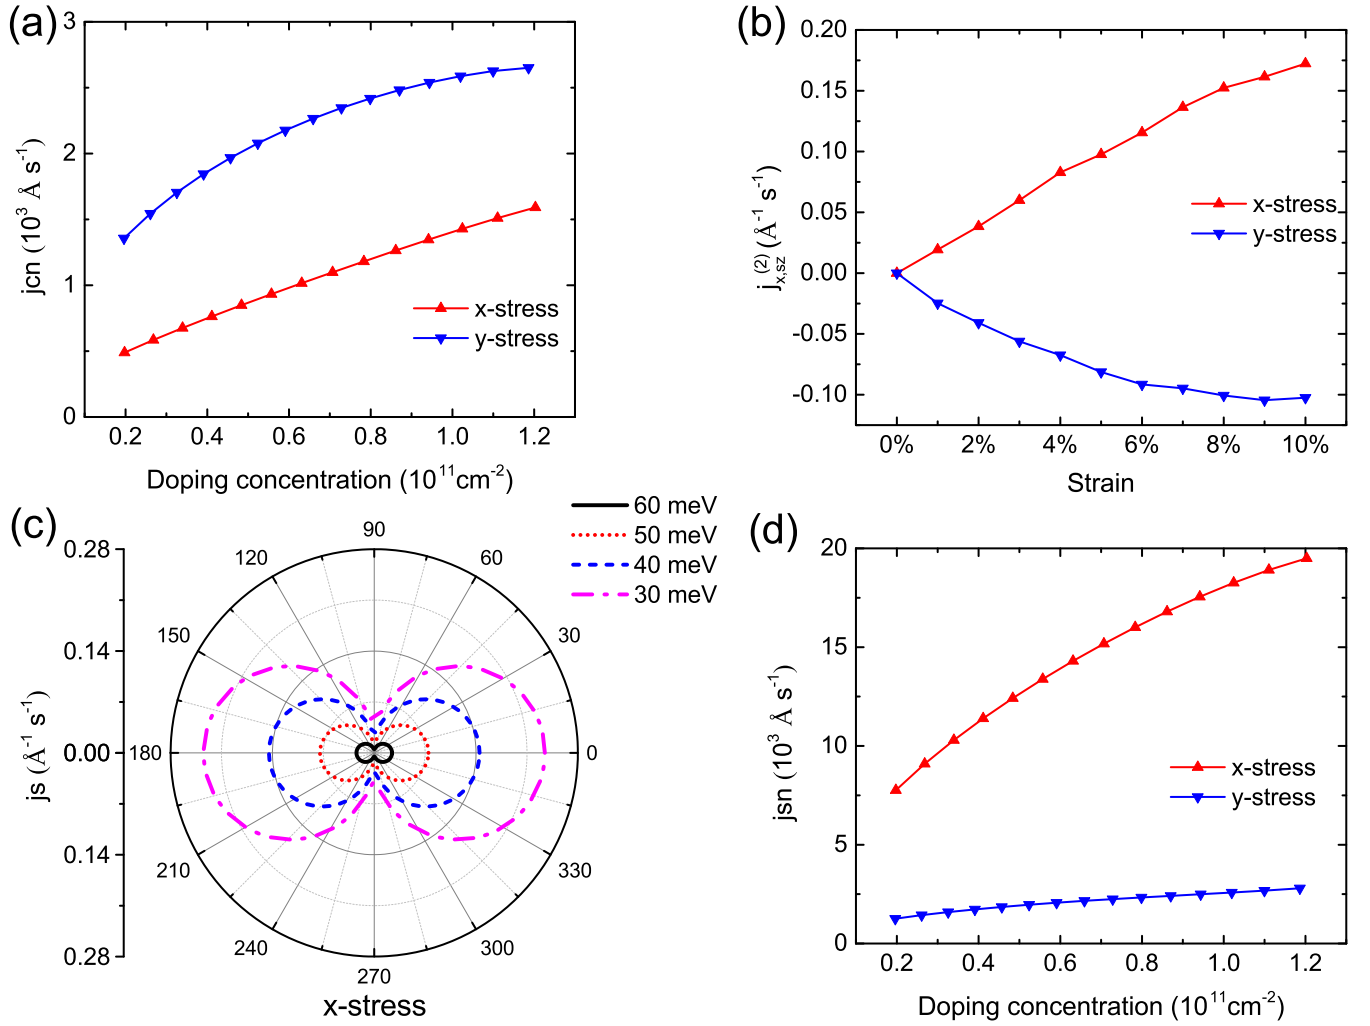 (a)
3
2
1
0
jcn (10³ Å s⁻¹)
x-stress
y-stress
0.2 0.4 0.6 0.8 1.0 1.2
Doping concentration (10¹¹cm⁻²)
(b)
0.20
0.15
0.10
0.05
0.00
-0.05
-0.10
j_{x,sz}^{(2)} (Å⁻¹ s⁻¹)
x-stress
y-stress
0% 2% 4% 6% 8% 10%
Strain
(c)
60 meV
50 meV
40 meV
30 meV
0.28
0.14
0.00
0.14
0.28
js (Å⁻¹ s⁻¹)
90
120 60
150 30
180 0
210 330
240 300
270
x-stress
(d)
20
15
10
5
0
jsn (10³ Å s⁻¹)
x-stress
y-stress
0.2 0.4 0.6 0.8 1.0 1.2
Doping concentration (10¹¹cm⁻²)